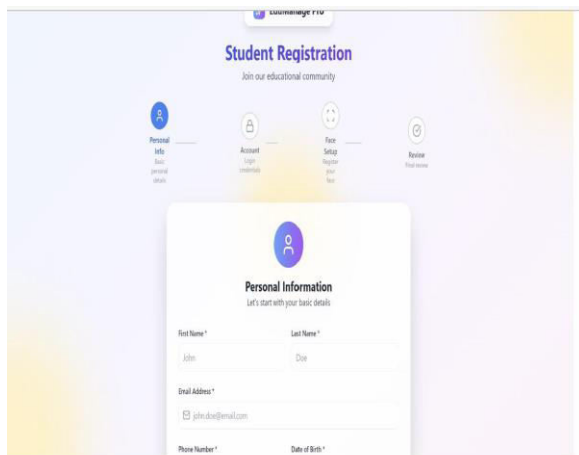 EduManage Pro
Student Registration
Join our educational community
Personal
Info
Basic
personal
details
Account
Login
credentials
Face
Setup
Register
your
face
Review
Final review
Personal Information
Let's start with your basic details
First Name *
Last Name *
John
Doe
Email Address *
john.doe@email.com
Phone Number *
Date of Birth *